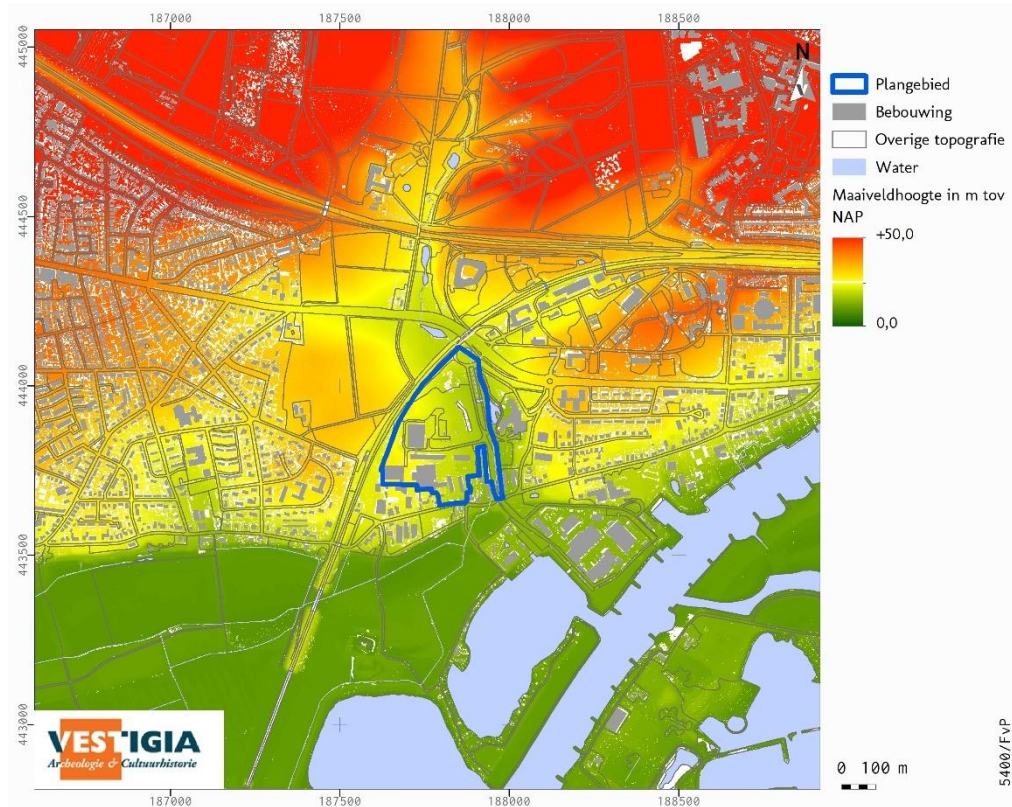 187000 187500 188000 188500
445000
444500
444000
443500
443000
N
Plangebied
Bebouwing
Overige topografie
Water
Maaiveldhoogte in m tov
NAP
+50,0
0,0
VESTIGIA
Archeologie & Cultuurhistorie
0 100 m
5400/FvP
187000 187500 188000 188500